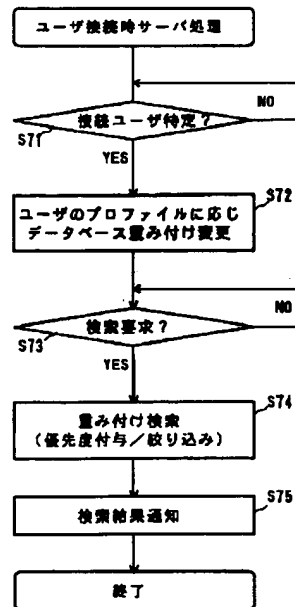 ユーザ接続時サーバ処理
NO
接続ユーザ特定?
S71
YES
S72
ユーザのプロファイルに応じ
データベース重み付け変更
NO
検索要求?
S73
YES
S74
重み付け検索
(優先度付与/絞り込み)
S75
検索結果通知
終了